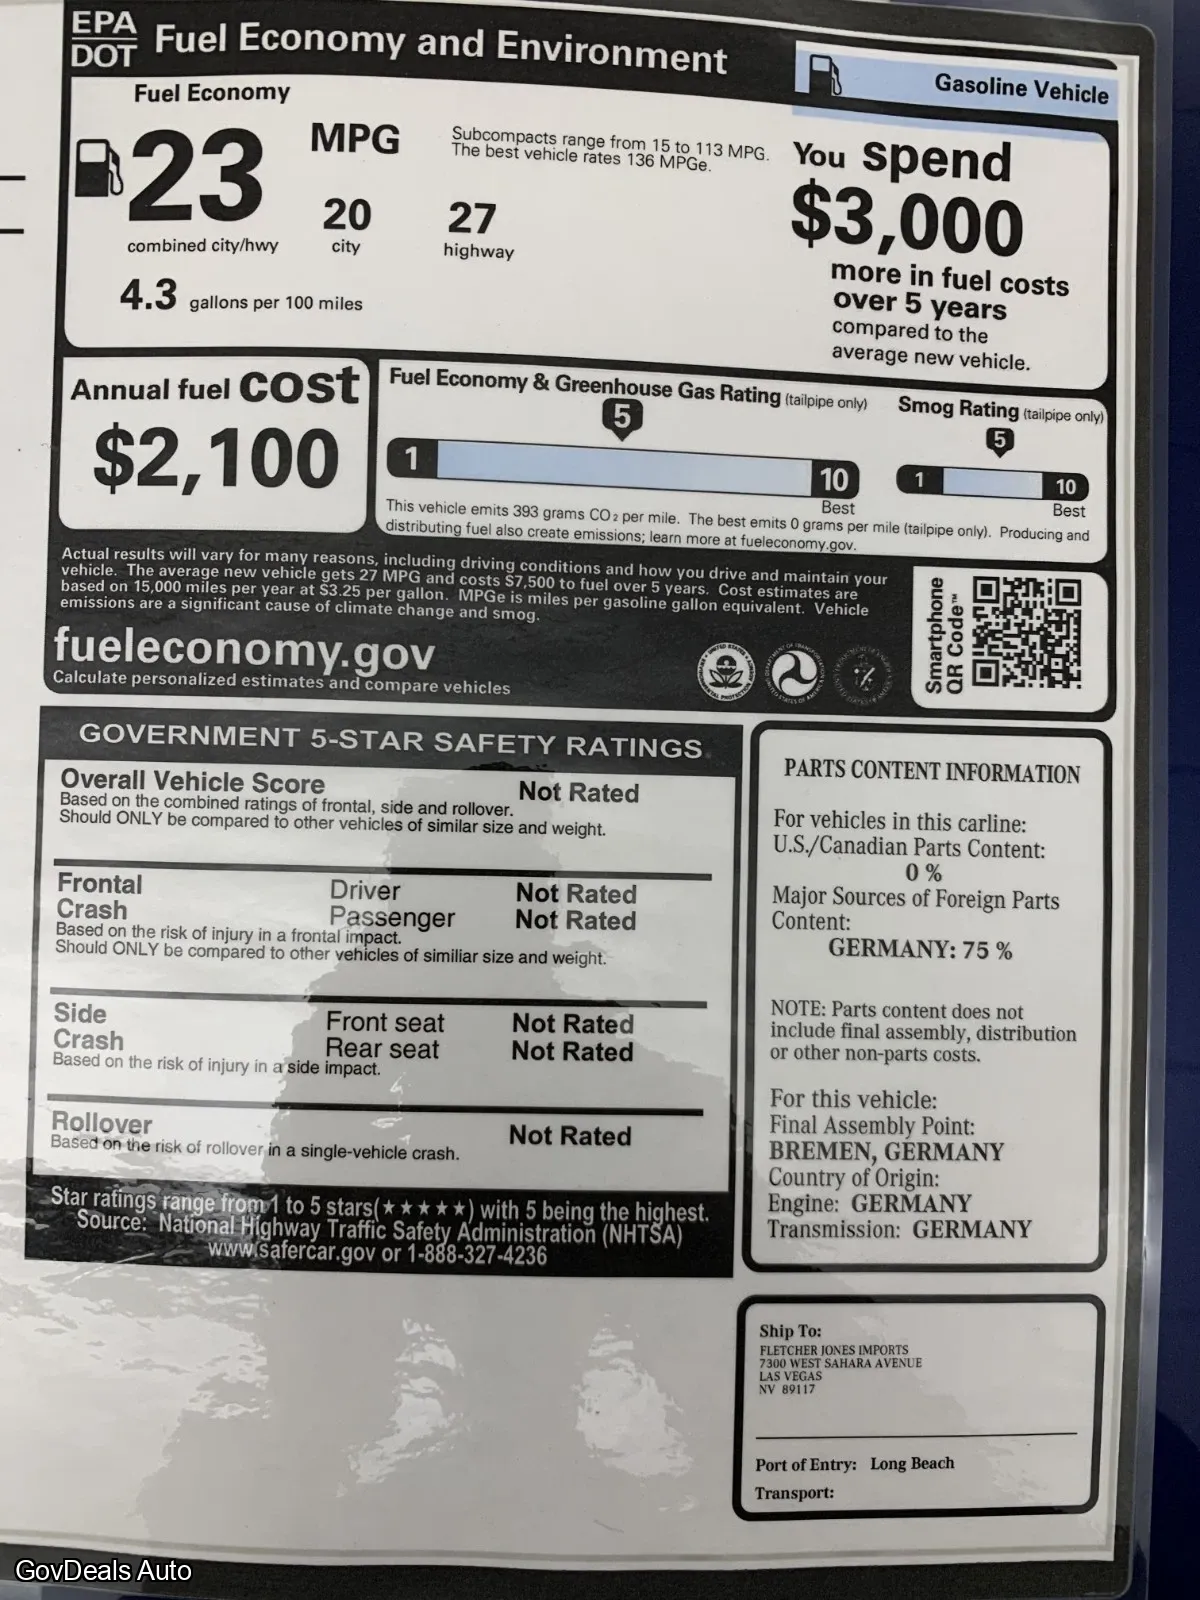 EPA
DOT
Fuel Economy and Environment
Gasoline Vehicle
Fuel Economy
23
MPG
combined city/hwy
20
city
27
highway
4.3 gallons per 100 miles
Subcompacts range from 15 to 113 MPG.
The best vehicle rates 136 MPGe.
You spend
$3,000
more in fuel costs
over 5 years
compared to the
average new vehicle.
Annual fuel cost
$2,100
Fuel Economy & Greenhouse Gas Rating (tailpipe only)
5
1
10
Best
Smog Rating (tailpipe only)
5
1
10
Best
This vehicle emits 393 grams CO₂ per mile. The best emits 0 grams per mile (tailpipe only). Producing and
distributing fuel also create emissions; learn more at fueleconomy.gov.
Actual results will vary for many reasons, including driving conditions and how you drive and maintain your
vehicle. The average new vehicle gets 27 MPG and costs $7,500 to fuel over 5 years. Cost estimates are
based on 15,000 miles per year at $3.25 per gallon. MPGe is miles per gasoline gallon equivalent. Vehicle
emissions are a significant cause of climate change and smog.
fueleconomy.gov
Calculate personalized estimates and compare vehicles
Smartphone
QR Code™
GOVERNMENT 5-STAR SAFETY RATINGS
Overall Vehicle Score Not Rated
Based on the combined ratings of frontal, side and rollover.
Should ONLY be compared to other vehicles of similar size and weight.
Frontal Driver Not Rated
Crash Passenger Not Rated
Based on the risk of injury in a frontal impact.
Should ONLY be compared to other vehicles of similiar size and weight.
Side Front seat Not Rated
Crash Rear seat Not Rated
Based on the risk of injury in a side impact.
Rollover Not Rated
Based on the risk of rollover in a single-vehicle crash.
Star ratings range from 1 to 5 stars(★★★★★) with 5 being the highest.
Source: National Highway Traffic Safety Administration (NHTSA)
www.safercar.gov or 1-888-327-4236
PARTS CONTENT INFORMATION
For vehicles in this carline:
U.S./Canadian Parts Content:
0 %
Major Sources of Foreign Parts
Content:
GERMANY: 75 %
NOTE: Parts content does not
include final assembly, distribution
or other non-parts costs.
For this vehicle:
Final Assembly Point:
BREMEN, GERMANY
Country of Origin:
Engine: GERMANY
Transmission: GERMANY
Ship To:
FLETCHER JONES IMPORTS
7300 WEST SAHARA AVENUE
LAS VEGAS
NV 89117
Port of Entry: Long Beach
Transport:
GovDeals Auto